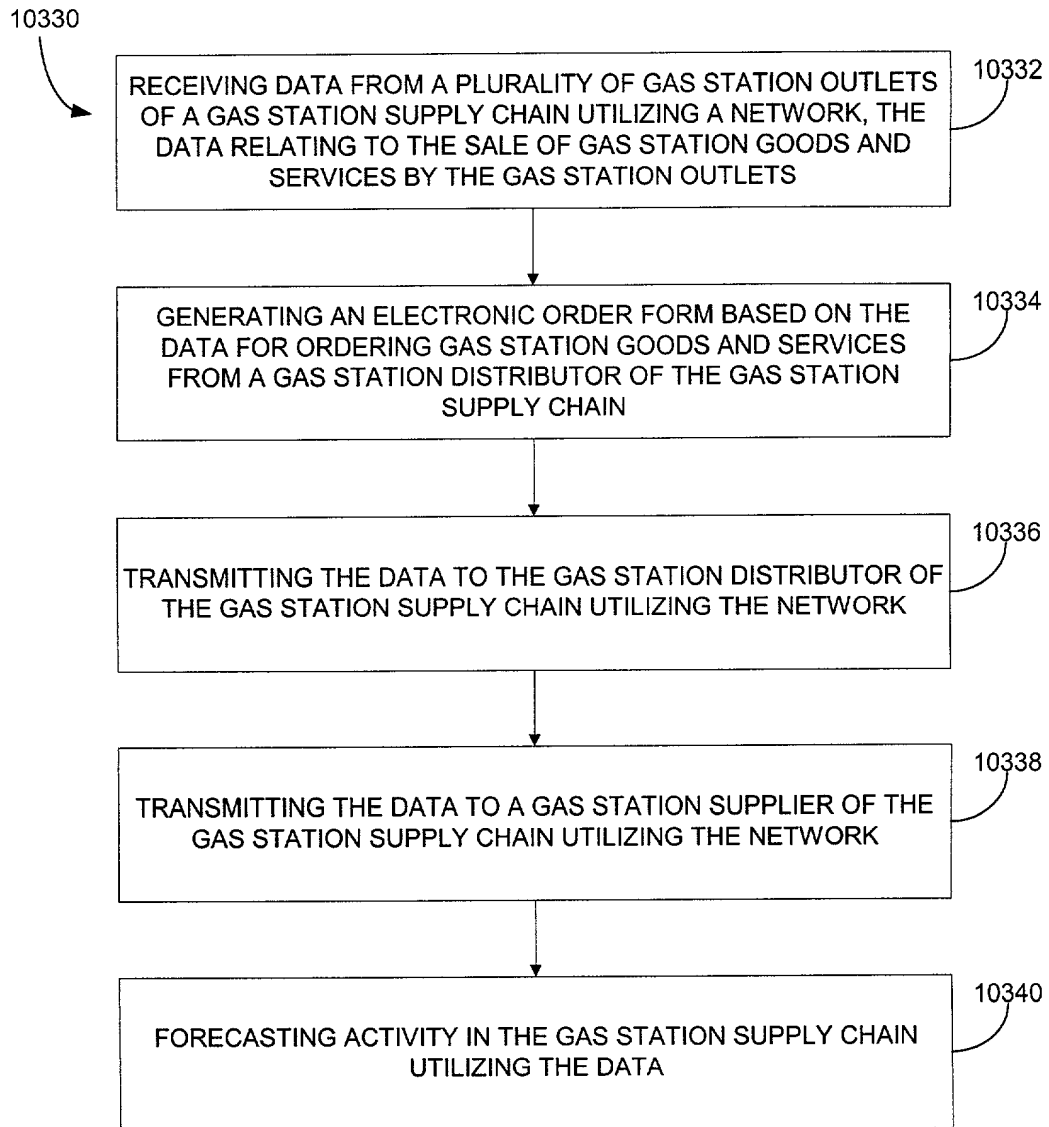 10330
RECEIVING DATA FROM A PLURALITY OF GAS STATION OUTLETS
OF A GAS STATION SUPPLY CHAIN UTILIZING A NETWORK, THE
DATA RELATING TO THE SALE OF GAS STATION GOODS AND
SERVICES BY THE GAS STATION OUTLETS
10332
GENERATING AN ELECTRONIC ORDER FORM BASED ON THE
DATA FOR ORDERING GAS STATION GOODS AND SERVICES
FROM A GAS STATION DISTRIBUTOR OF THE GAS STATION
SUPPLY CHAIN
10334
TRANSMITTING THE DATA TO THE GAS STATION DISTRIBUTOR OF
THE GAS STATION SUPPLY CHAIN UTILIZING THE NETWORK
10336
TRANSMITTING THE DATA TO A GAS STATION SUPPLIER OF THE
GAS STATION SUPPLY CHAIN UTILIZING THE NETWORK
10338
FORECASTING ACTIVITY IN THE GAS STATION SUPPLY CHAIN
UTILIZING THE DATA
10340